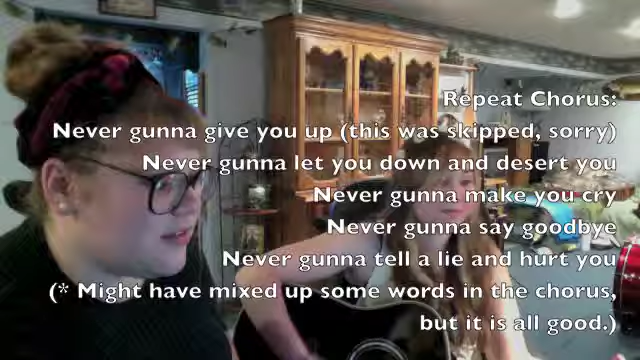 Repeat Chorus:
Never gunna give you up (this was skipped, sorry)
Never gunna let you down and desert you
Never gunna make you cry
Never gunna say goodbye
Never gunna tell a lie and hurt you
(* Might have mixed up some words in the chorus,
but it is all good.)